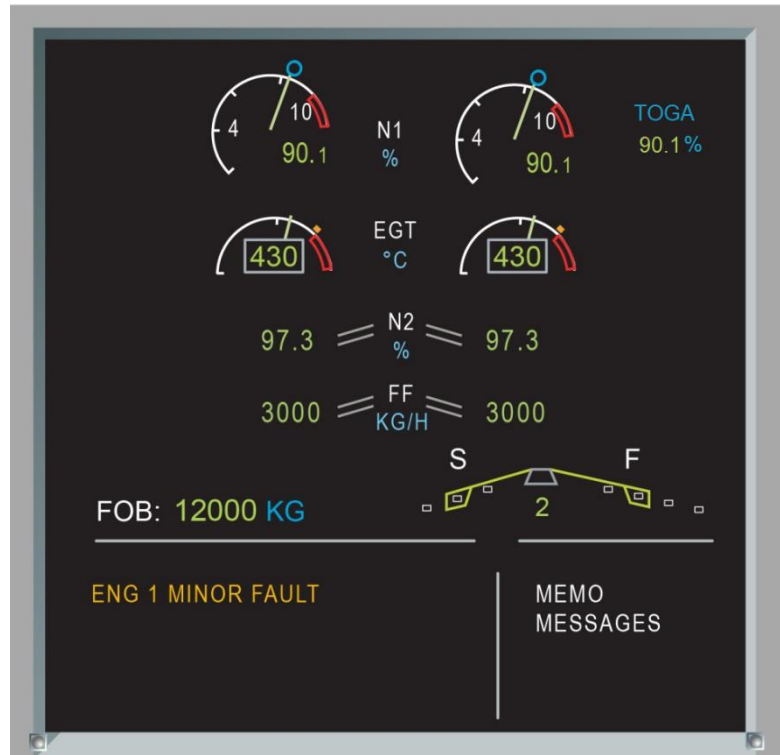 10
4
90.1
N1
%
10
4
90.1
TOGA
90.1%
430
EGT
°C
430
97.3
N2
%
97.3
3000
FF
KG/H
3000
S
F
2
FOB: 12000 KG
ENG 1 MINOR FAULT
MEMO
MESSAGES